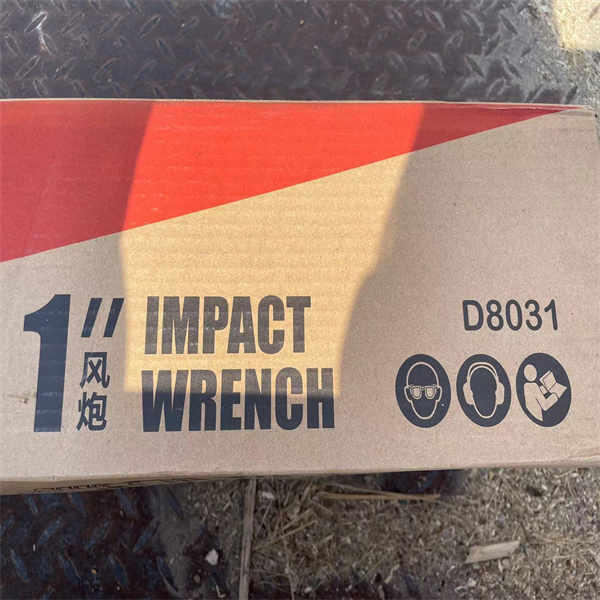 1"
风炮
IMPACT
WRENCH
D8031